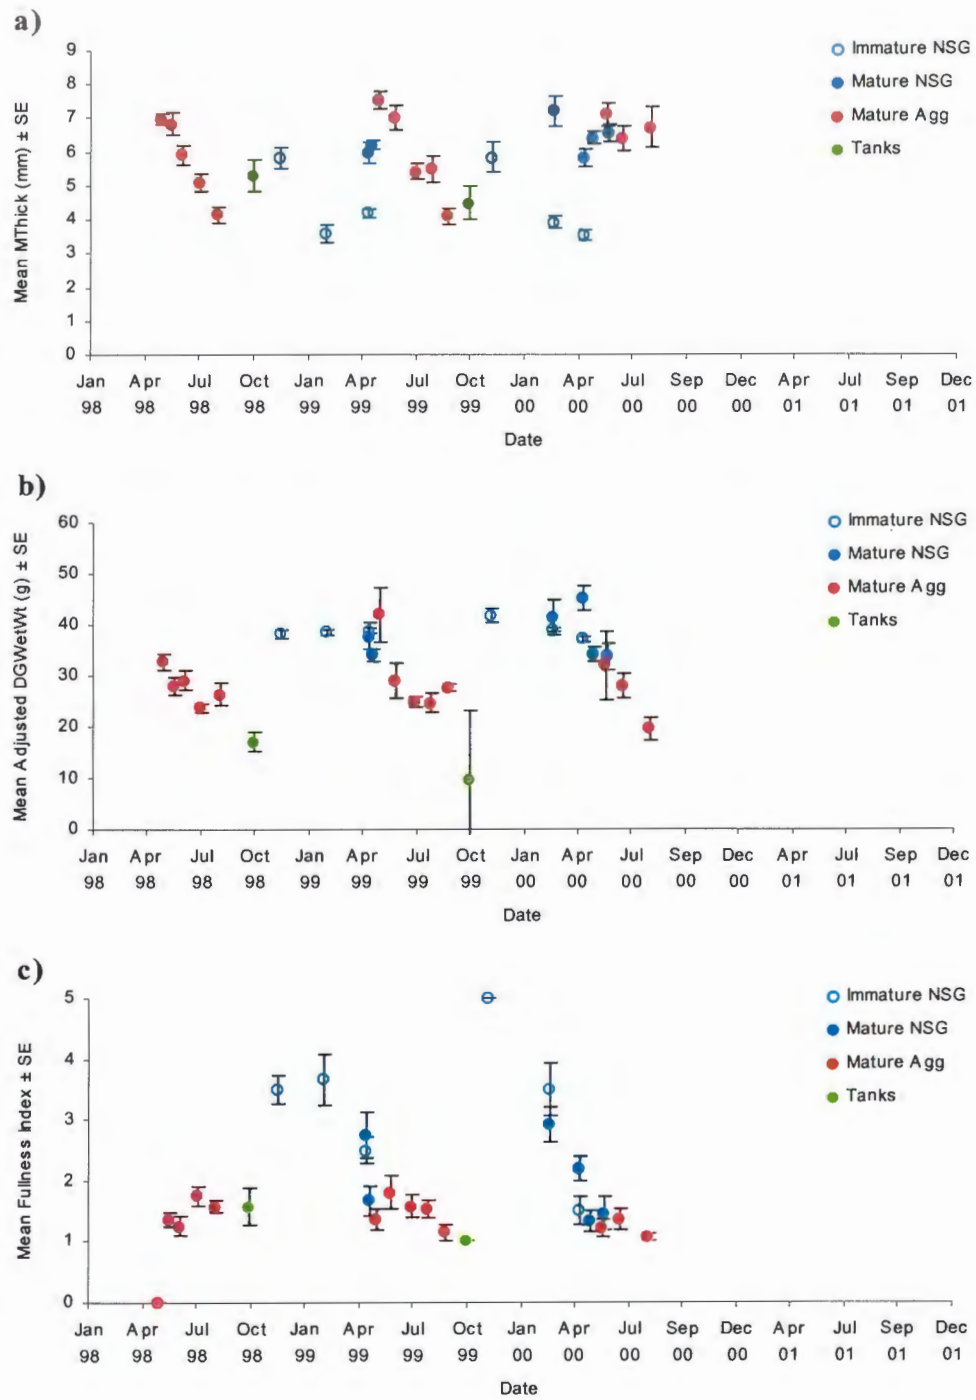 a)
Mean MThick (mm) ± SE
9
8
7
6
5
4
3
2
1
0
Jan Apr Jul Oct Jan Apr Jul Oct Jan Apr Jul Sep Dec Apr Jul Sep Dec
98 98 98 98 99 99 99 99 00 00 00 00 00 01 01 01 01
Date
Immature NSG
Mature NSG
Mature Agg
Tanks
b)
Mean Adjusted DGWetWt (g) ± SE
60
50
40
30
20
10
0
Jan Apr Jul Oct Jan Apr Jul Oct Jan Apr Jul Sep Dec Apr Jul Sep Dec
98 98 98 98 99 99 99 99 00 00 00 00 00 01 01 01 01
Date
Immature NSG
Mature NSG
Mature Agg
Tanks
c)
Mean Fullness Index ± SE
5
4
3
2
1
0
Jan Apr Jul Oct Jan Apr Jul Oct Jan Apr Jul Sep Dec Apr Jul Sep Dec
98 98 98 98 99 99 99 99 00 00 00 00 00 01 01 01 01
Date
Immature NSG
Mature NSG
Mature Agg
Tanks